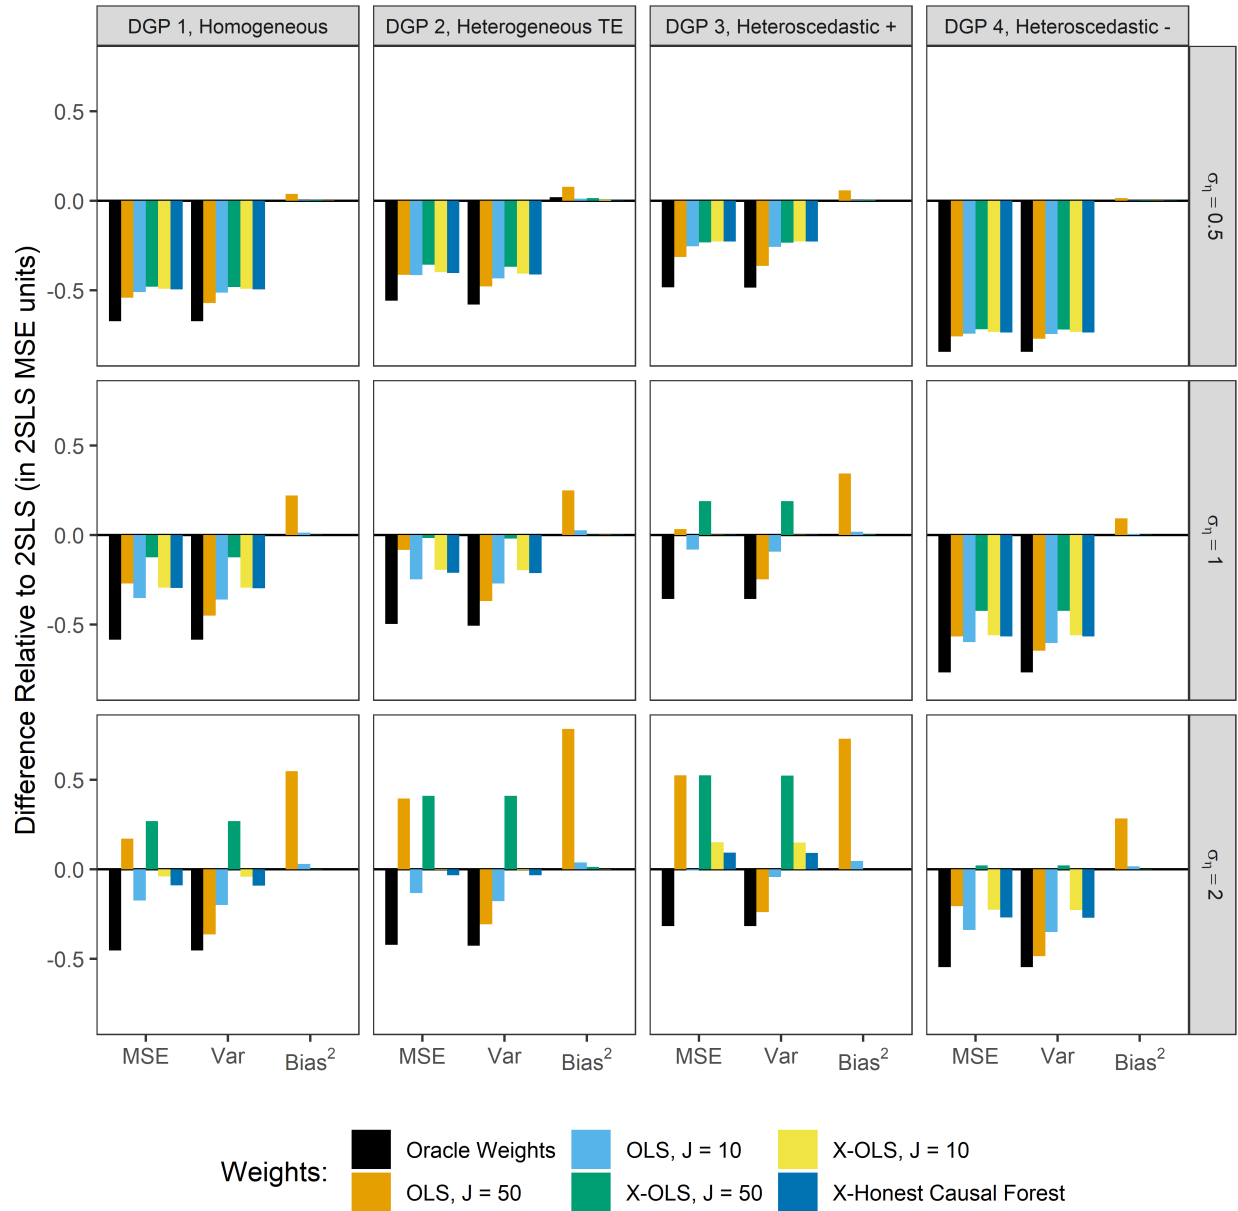 DGP 1, Homogeneous
DGP 2, Heterogeneous TE
DGP 3, Heteroscedastic +
DGP 4, Heteroscedastic -
Difference Relative to 2SLS (in 2SLS MSE units)
0.5
0.0
-0.5
ση = 0.5
0.5
0.0
-0.5
ση = 1
0.5
0.0
-0.5
ση = 2
MSE Var Bias²
MSE Var Bias²
MSE Var Bias²
MSE Var Bias²
Weights:
Oracle Weights
OLS, J = 10
X-OLS, J = 10
OLS, J = 50
X-OLS, J = 50
X-Honest Causal Forest